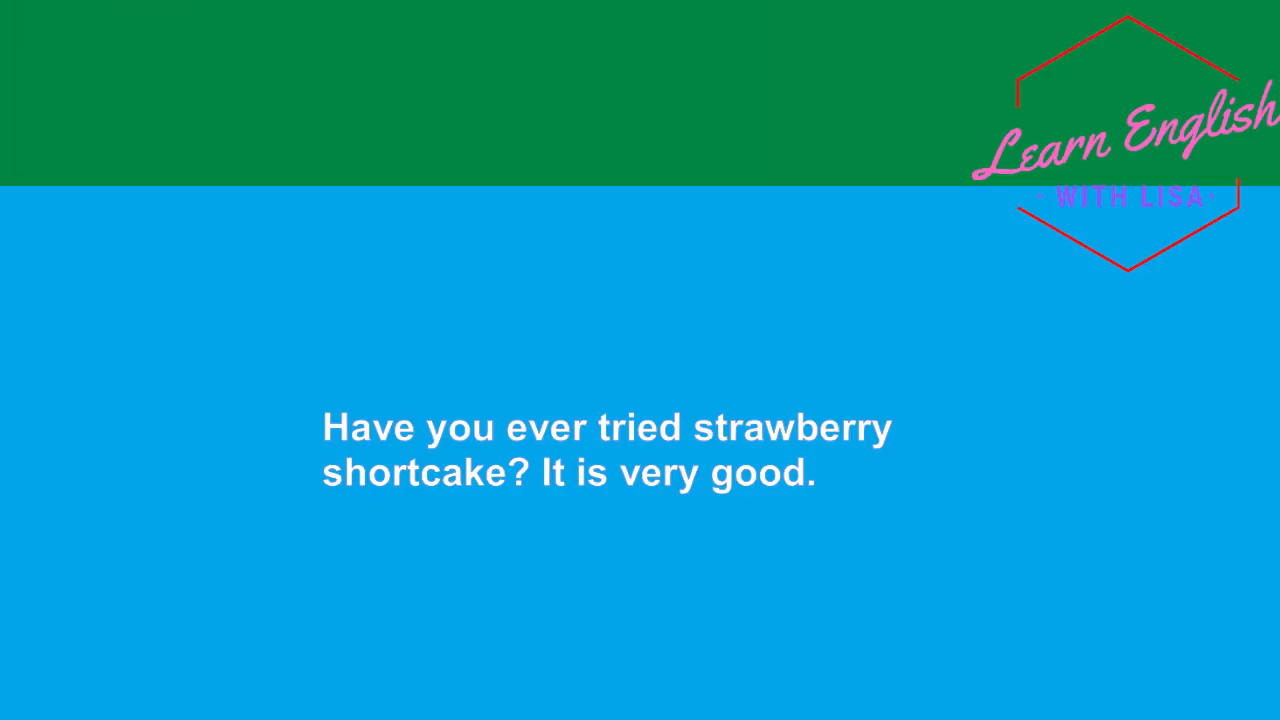 Learn English
· WITH LISA·
Have you ever tried strawberry
shortcake? It is very good.